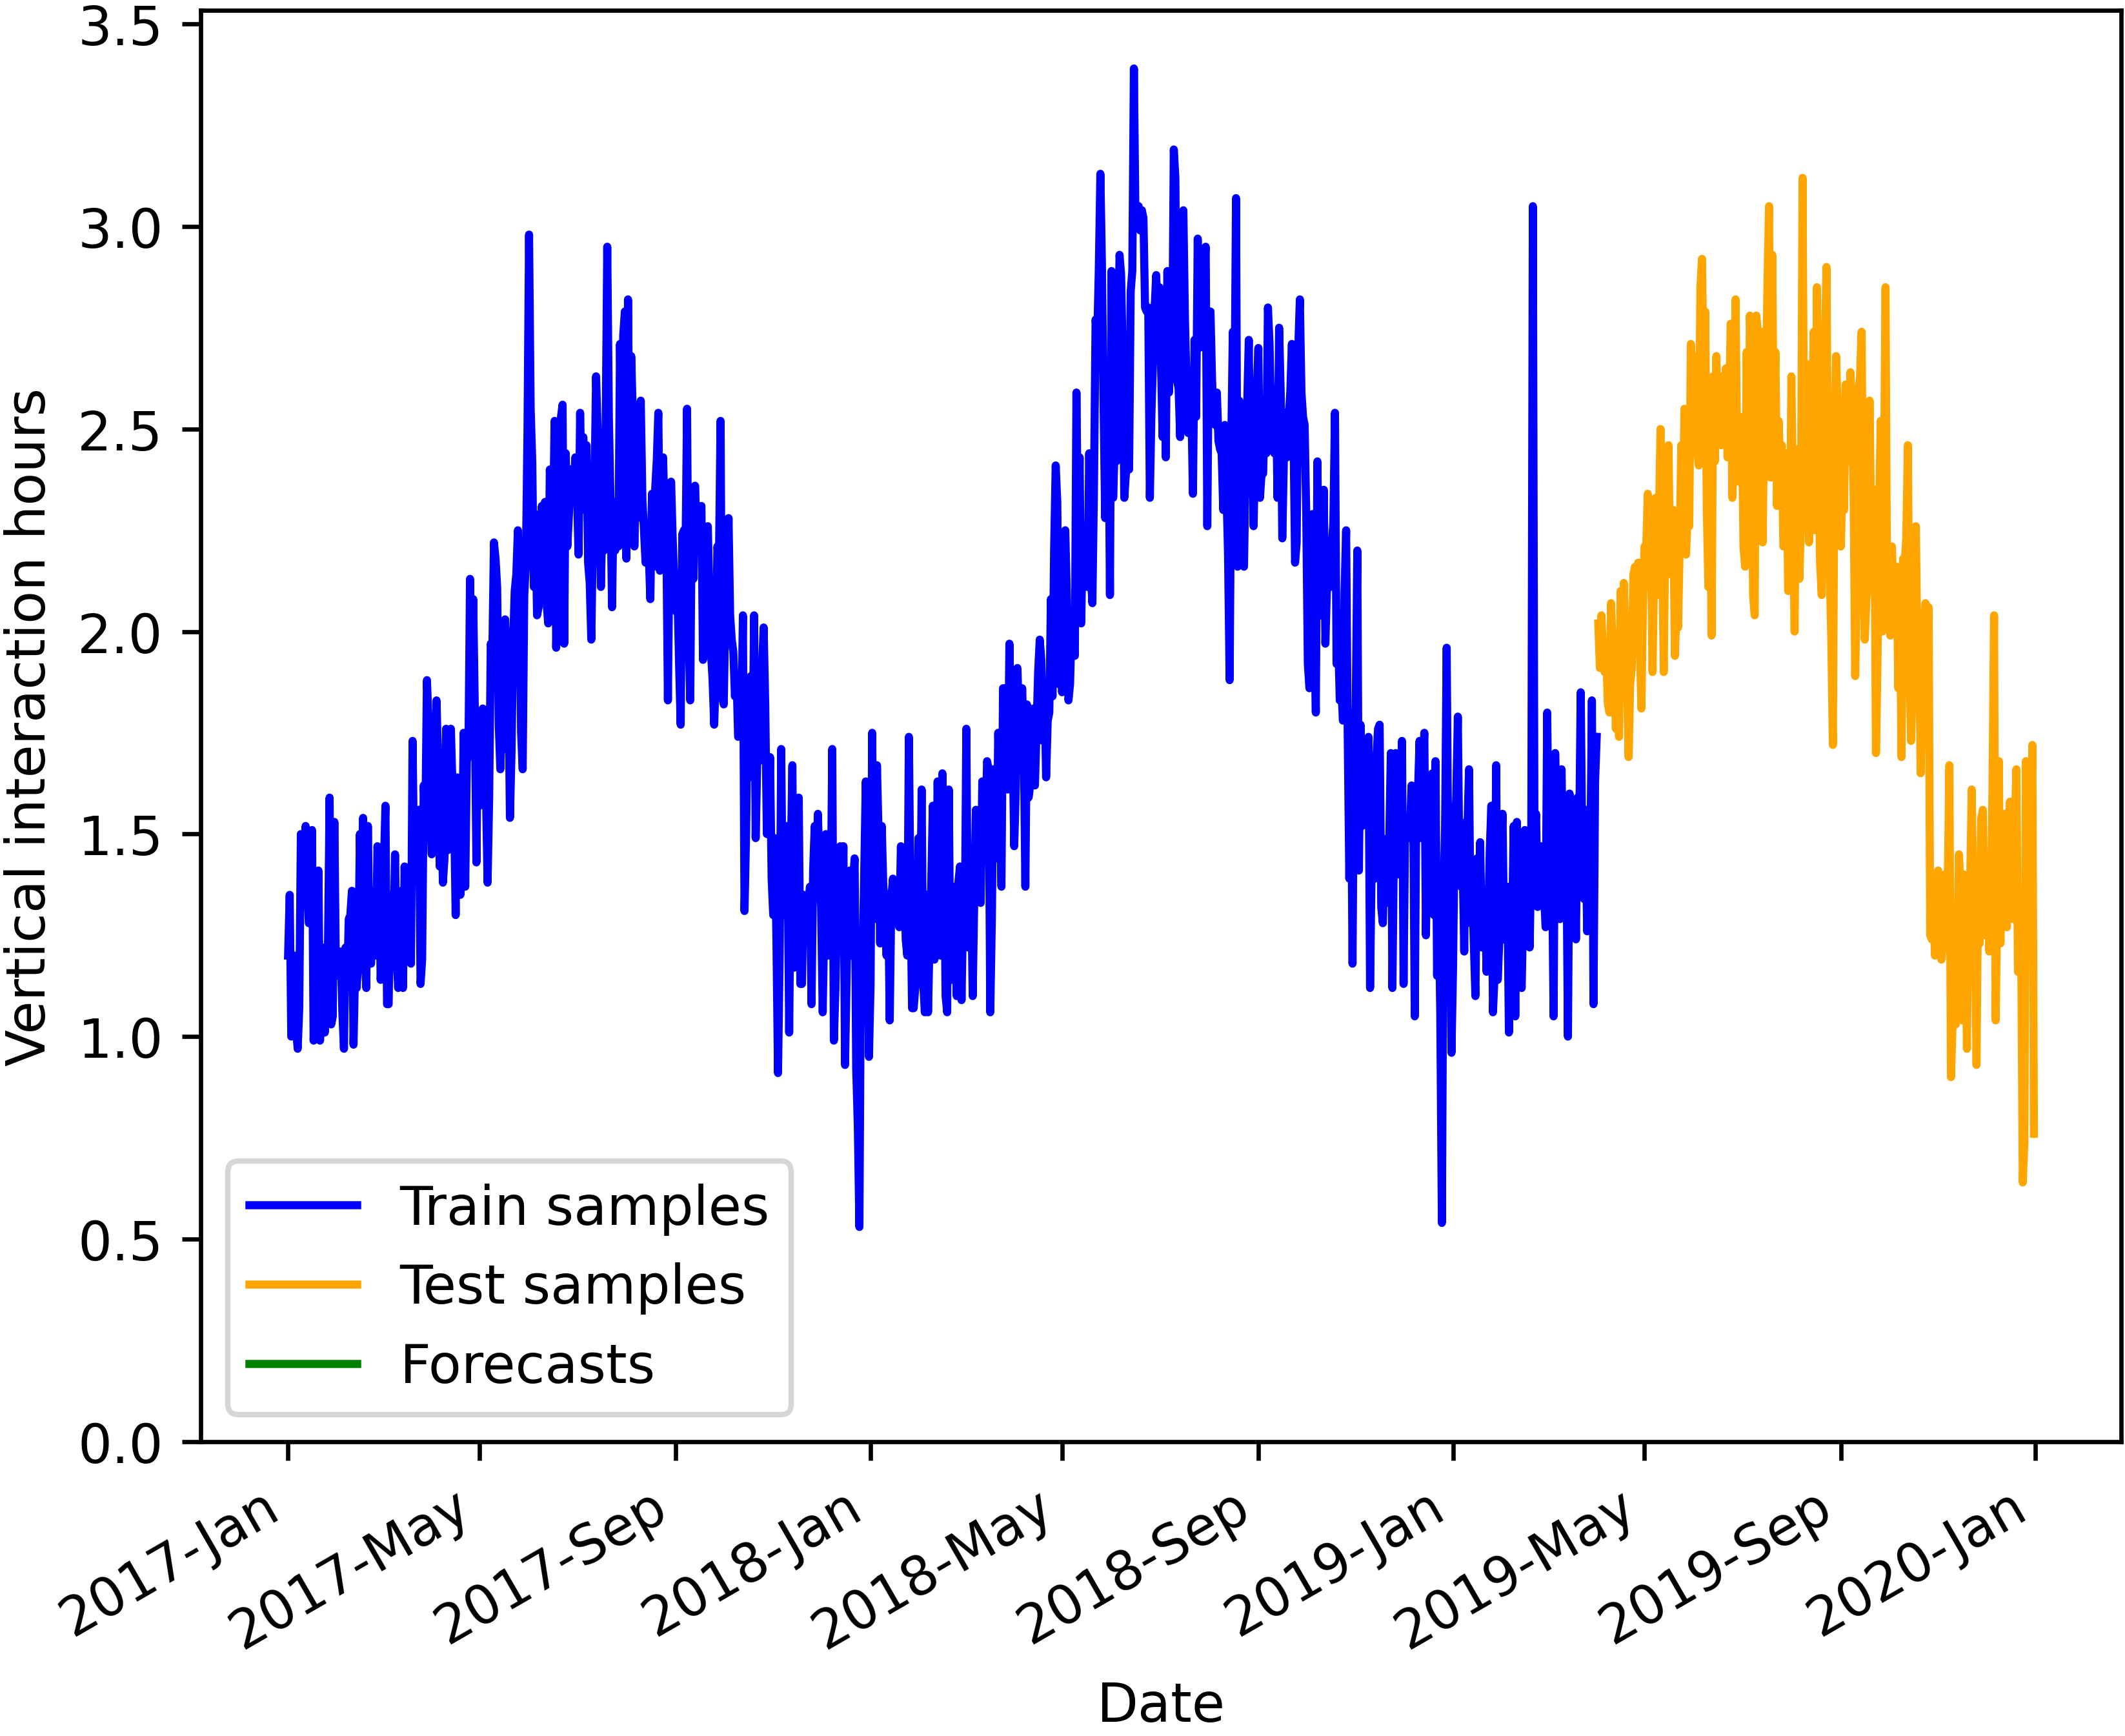 Vertical interaction hours
3.5
3.0
2.5
2.0
1.5
1.0
0.5
0.0
Train samples
Test samples
Forecasts
2017-Jan
2017-May
2017-Sep
2018-Jan
2018-May
2018-Sep
2019-Jan
2019-May
2019-Sep
2020-Jan
Date